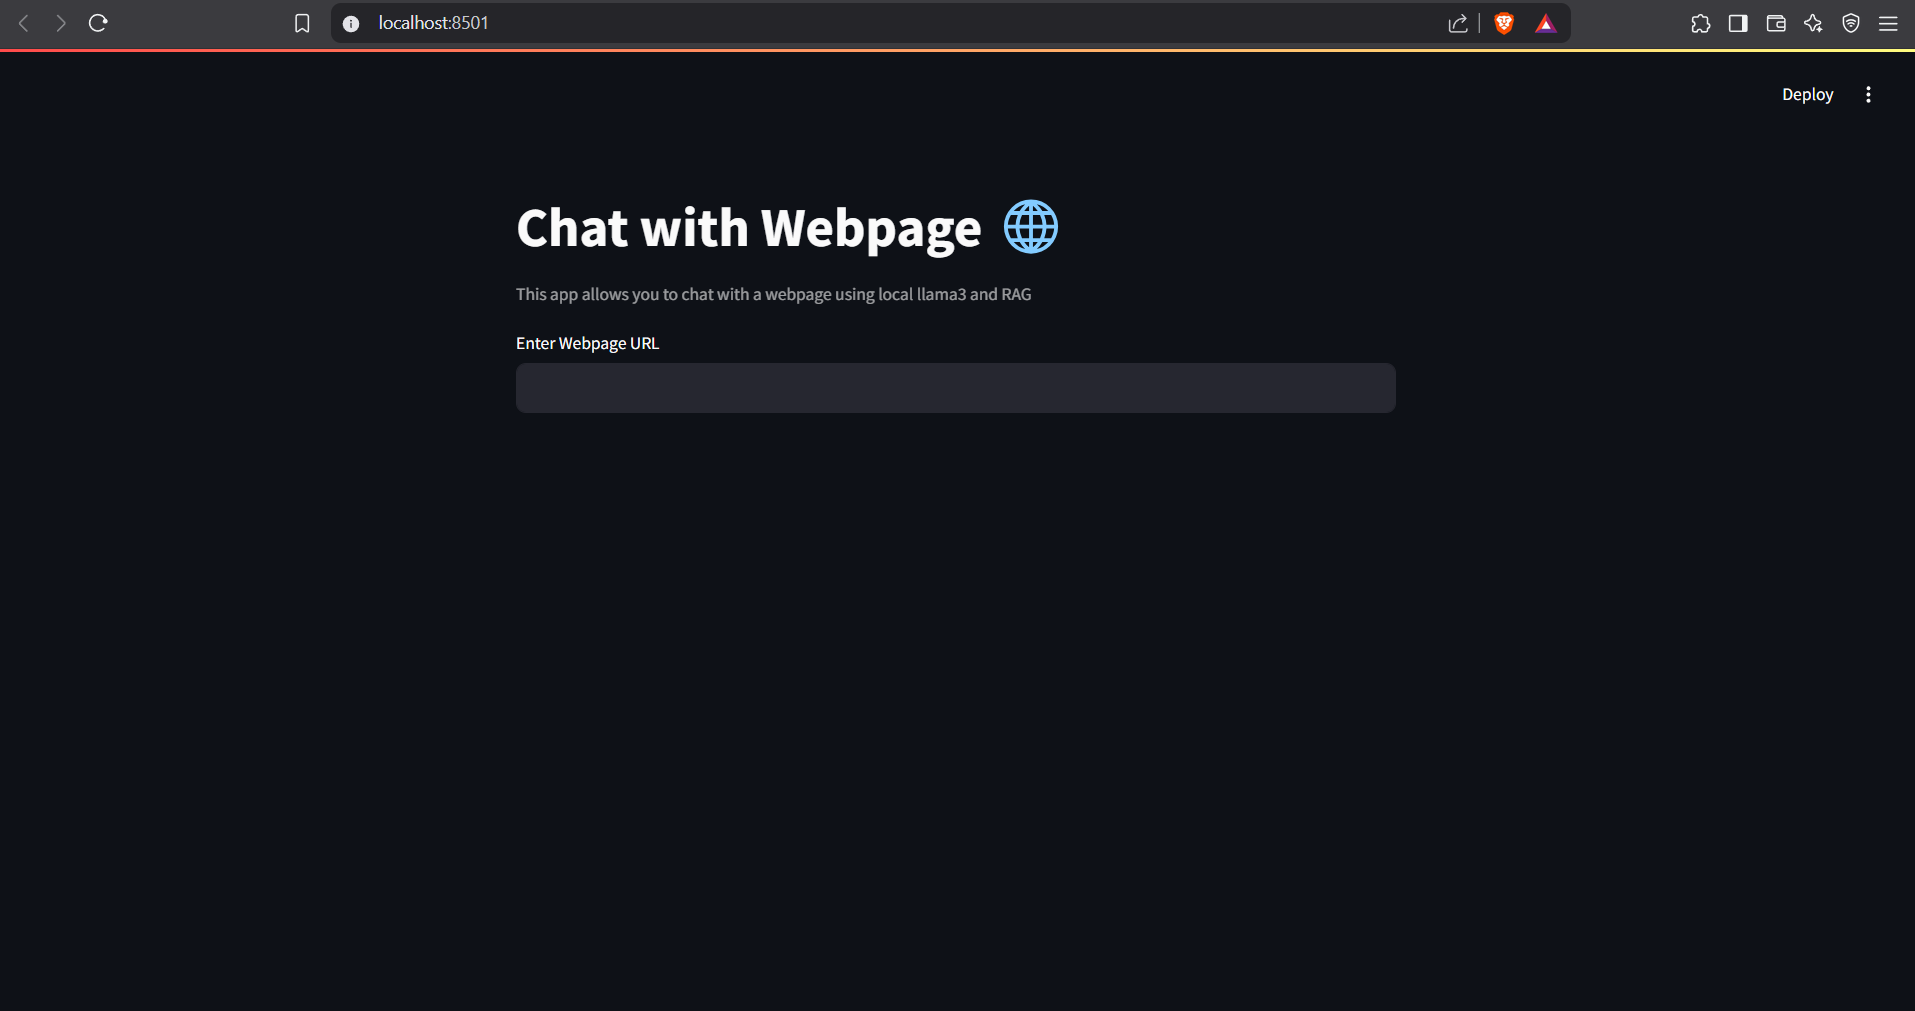 localhost:8501
Deploy
Chat with Webpage
This app allows you to chat with a webpage using local llama3 and RAG
Enter Webpage URL